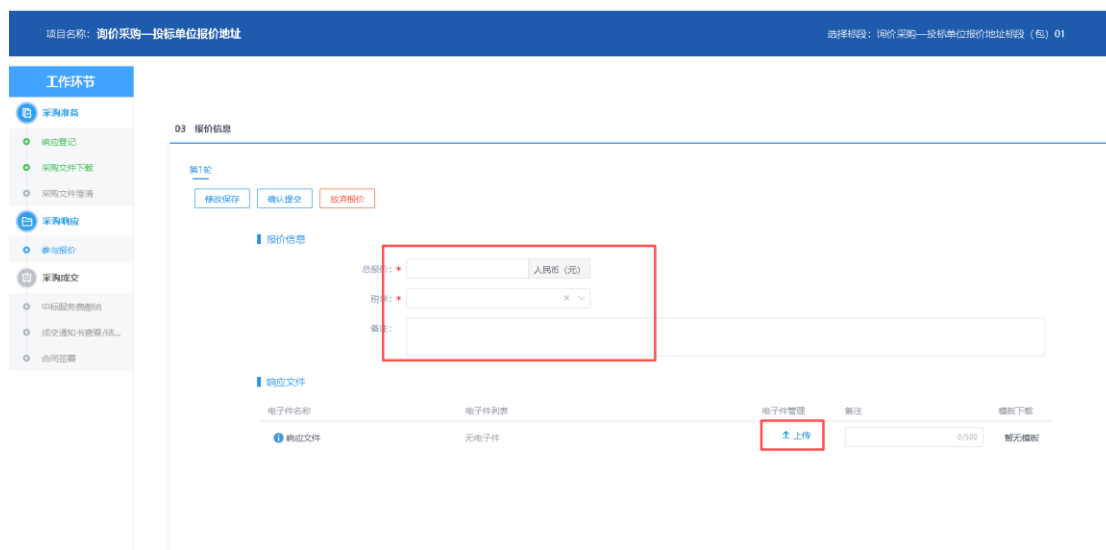 项目名称：询价采购—投标单位报价地址
选择标段：询价采购—投标单位报价地址标段（包）01
工作环节
采购准备
响应登记
采购文件下载
采购文件澄清
采购响应
参与报价
采购成交
中标服务费缴纳
成交通知书查看/结...
合同签署
03 报价信息
第1轮
修改保存 确认提交 放弃报价
报价信息
总报价：* 人民币（元）
税率：*
备注：
响应文件
电子件名称 电子件列表 电子件管理 备注 模板下载
响应文件 无电子件 上传 0/500 暂无模板